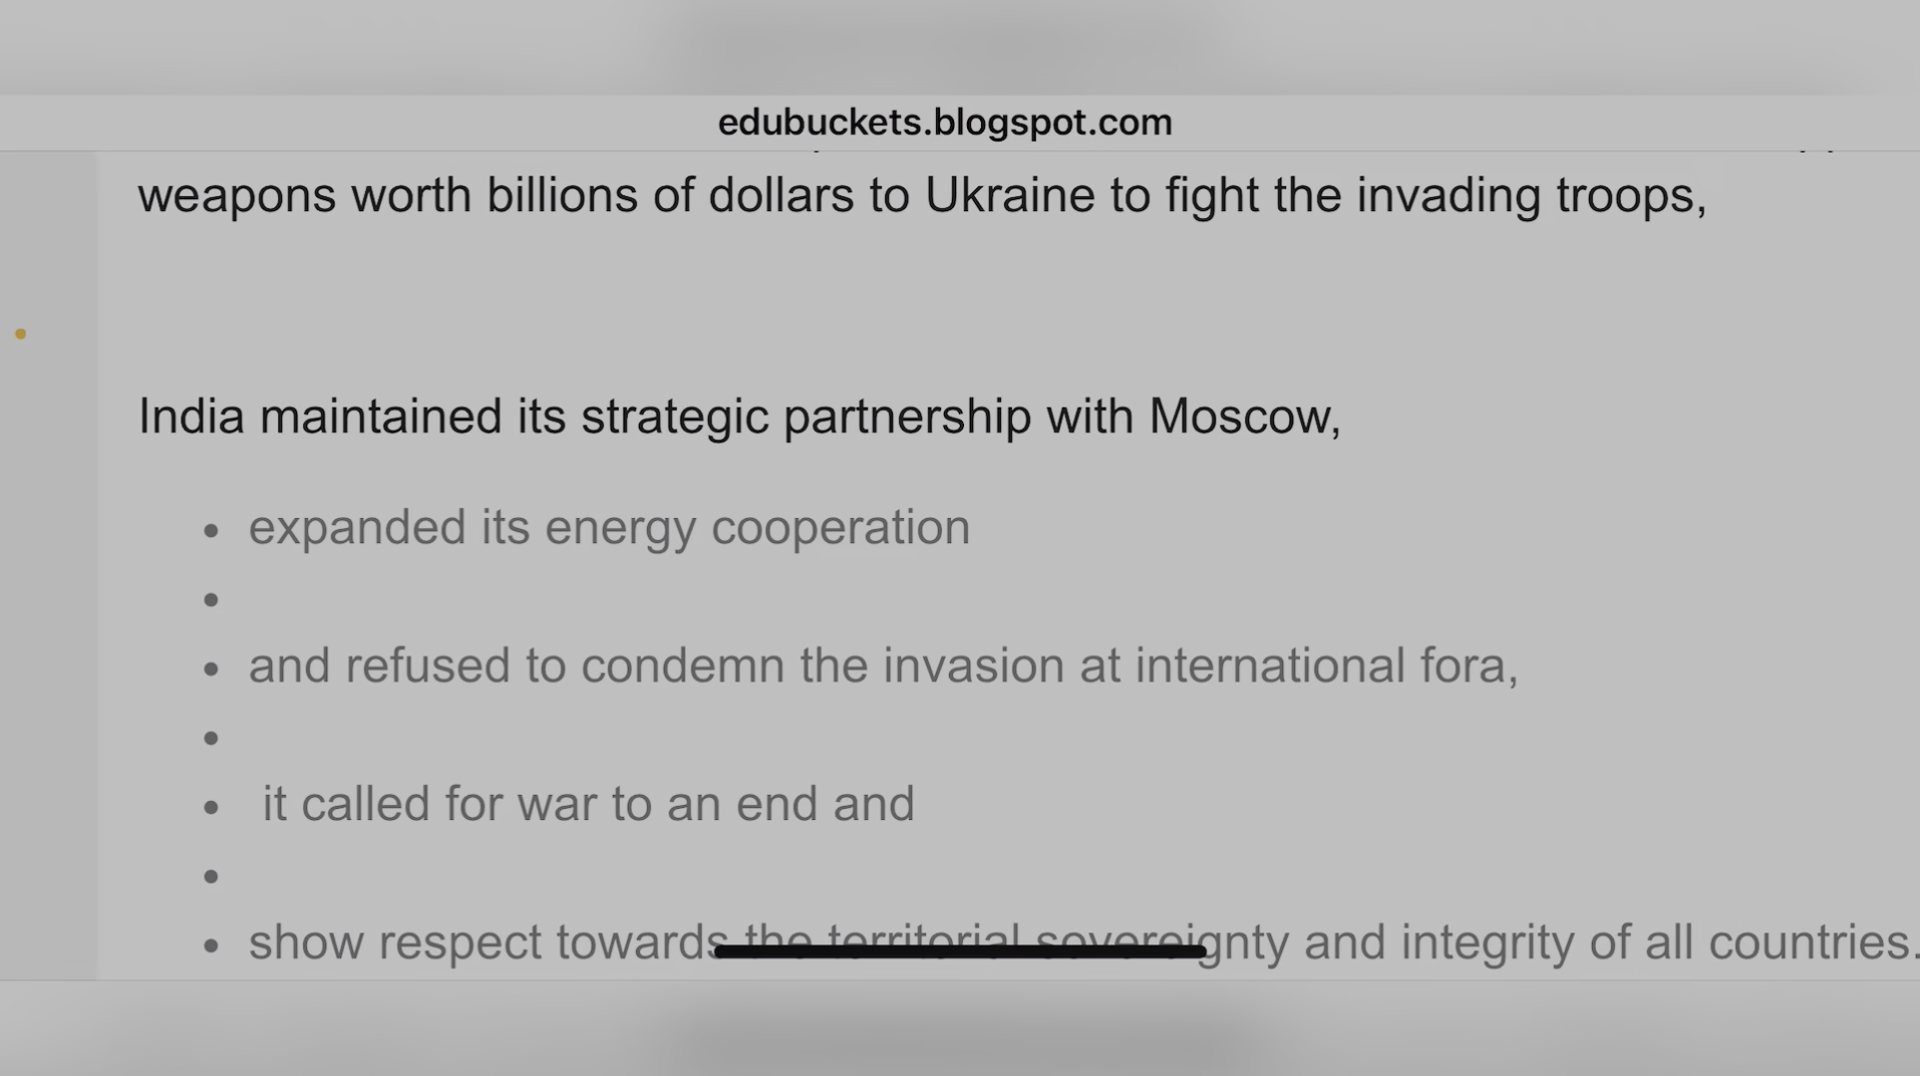 edubuckets.blogspot.com
weapons worth billions of dollars to Ukraine to fight the invading troops,
India maintained its strategic partnership with Moscow,
• expanded its energy cooperation
•
• and refused to condemn the invasion at international fora,
•
• it called for war to an end and
•
• show respect towards the territorial sovereignty and integrity of all countries.